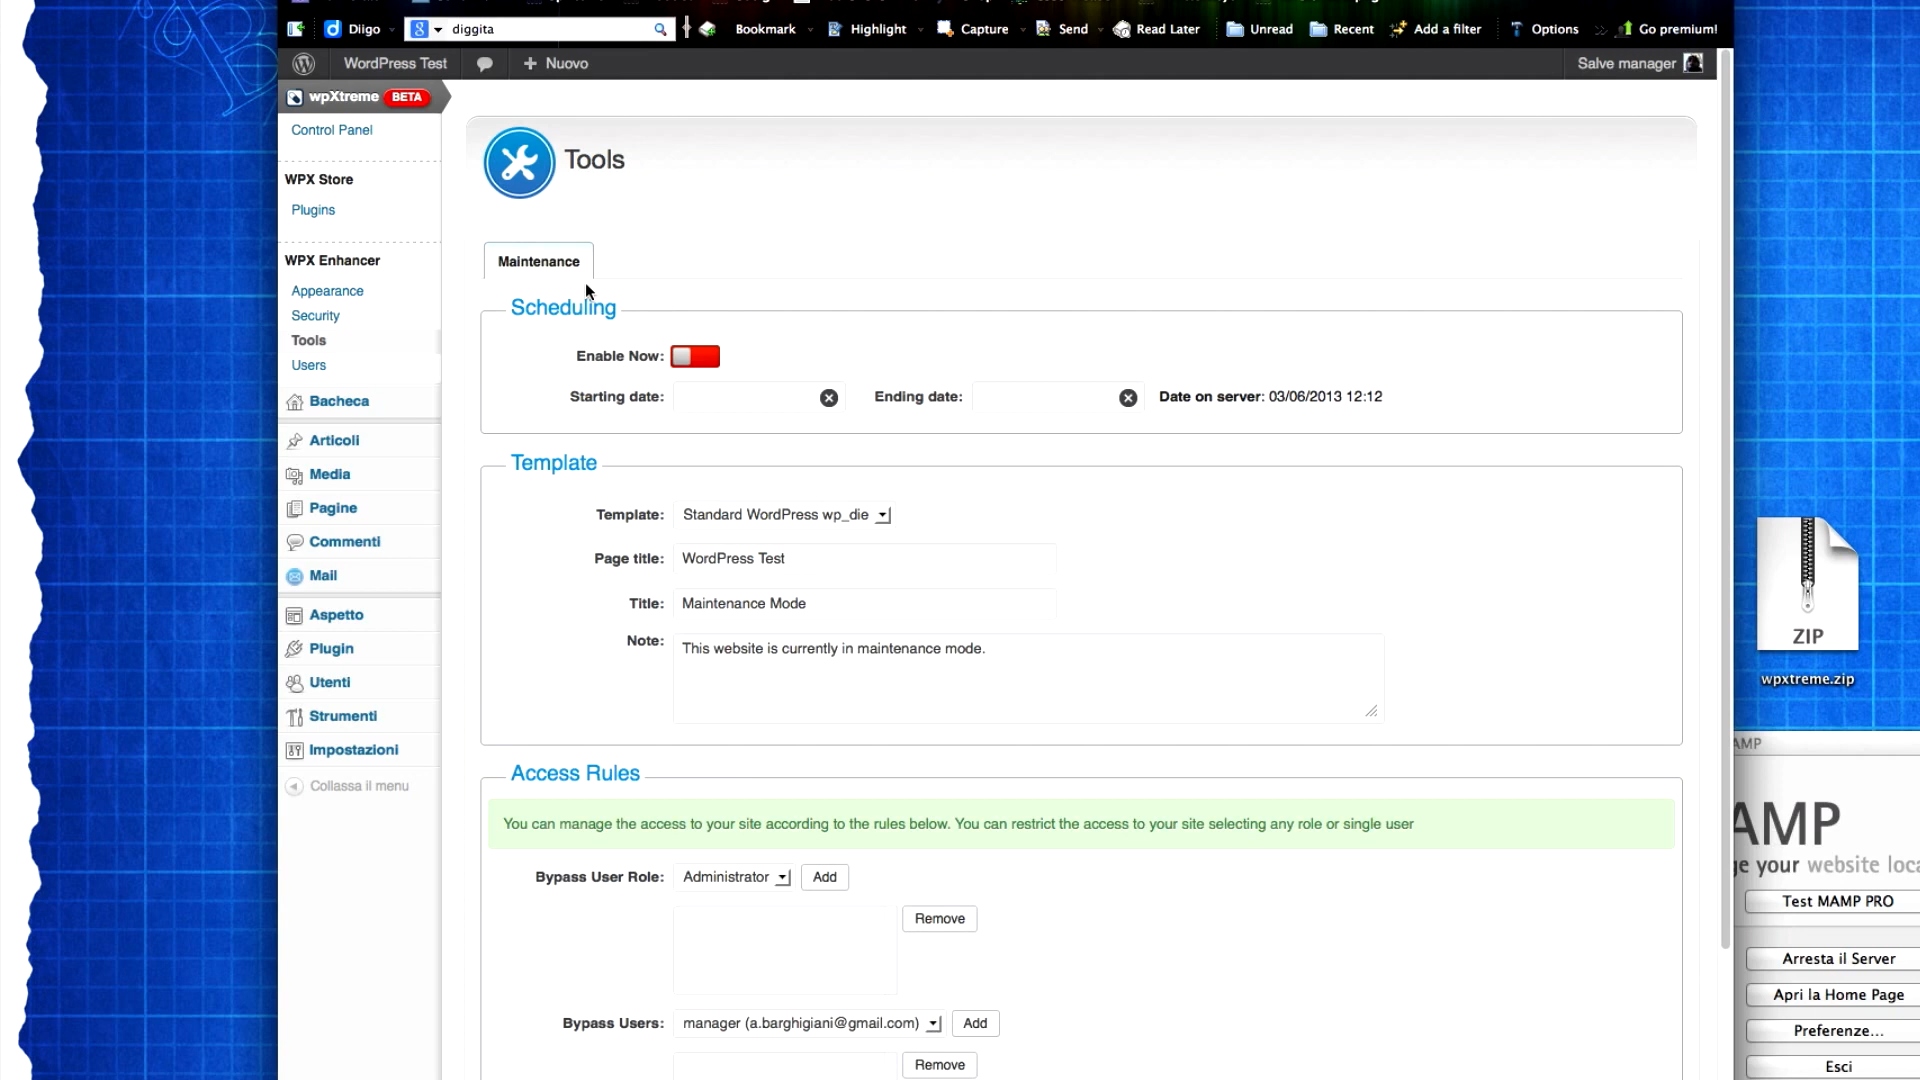 Diigo diggita Bookmark Highlight Capture Send Read Later Unread Recent Add a filter Options Go premium!
WordPress Test + Nuovo Salve manager
wpXtreme BETA
Control Panel
WPX Store
Plugins
WPX Enhancer
Appearance
Security
Tools
Users
Bacheca
Articoli
Media
Pagine
Commenti
Mail
Aspetto
Plugin
Utenti
Strumenti
Impostazioni
Collassa il menu
Tools
Maintenance
Scheduling
Enable Now:
Starting date: Ending date: Date on server: 03/06/2013 12:12
Template
Template: Standard WordPress wp_die
Page title: WordPress Test
Title: Maintenance Mode
Note: This website is currently in maintenance mode.
Access Rules
You can manage the access to your site according to the rules below. You can restrict the access to your site selecting any role or single user
Bypass User Role: Administrator Add
Remove
Bypass Users: manager (a.barghigiani@gmail.com) Add
Remove
ZIP
wpxtreme.zip
AMP
AMP
ge your website loca
Test MAMP PRO
Arresta il Server
Apri la Home Page
Preferenze...
Esci